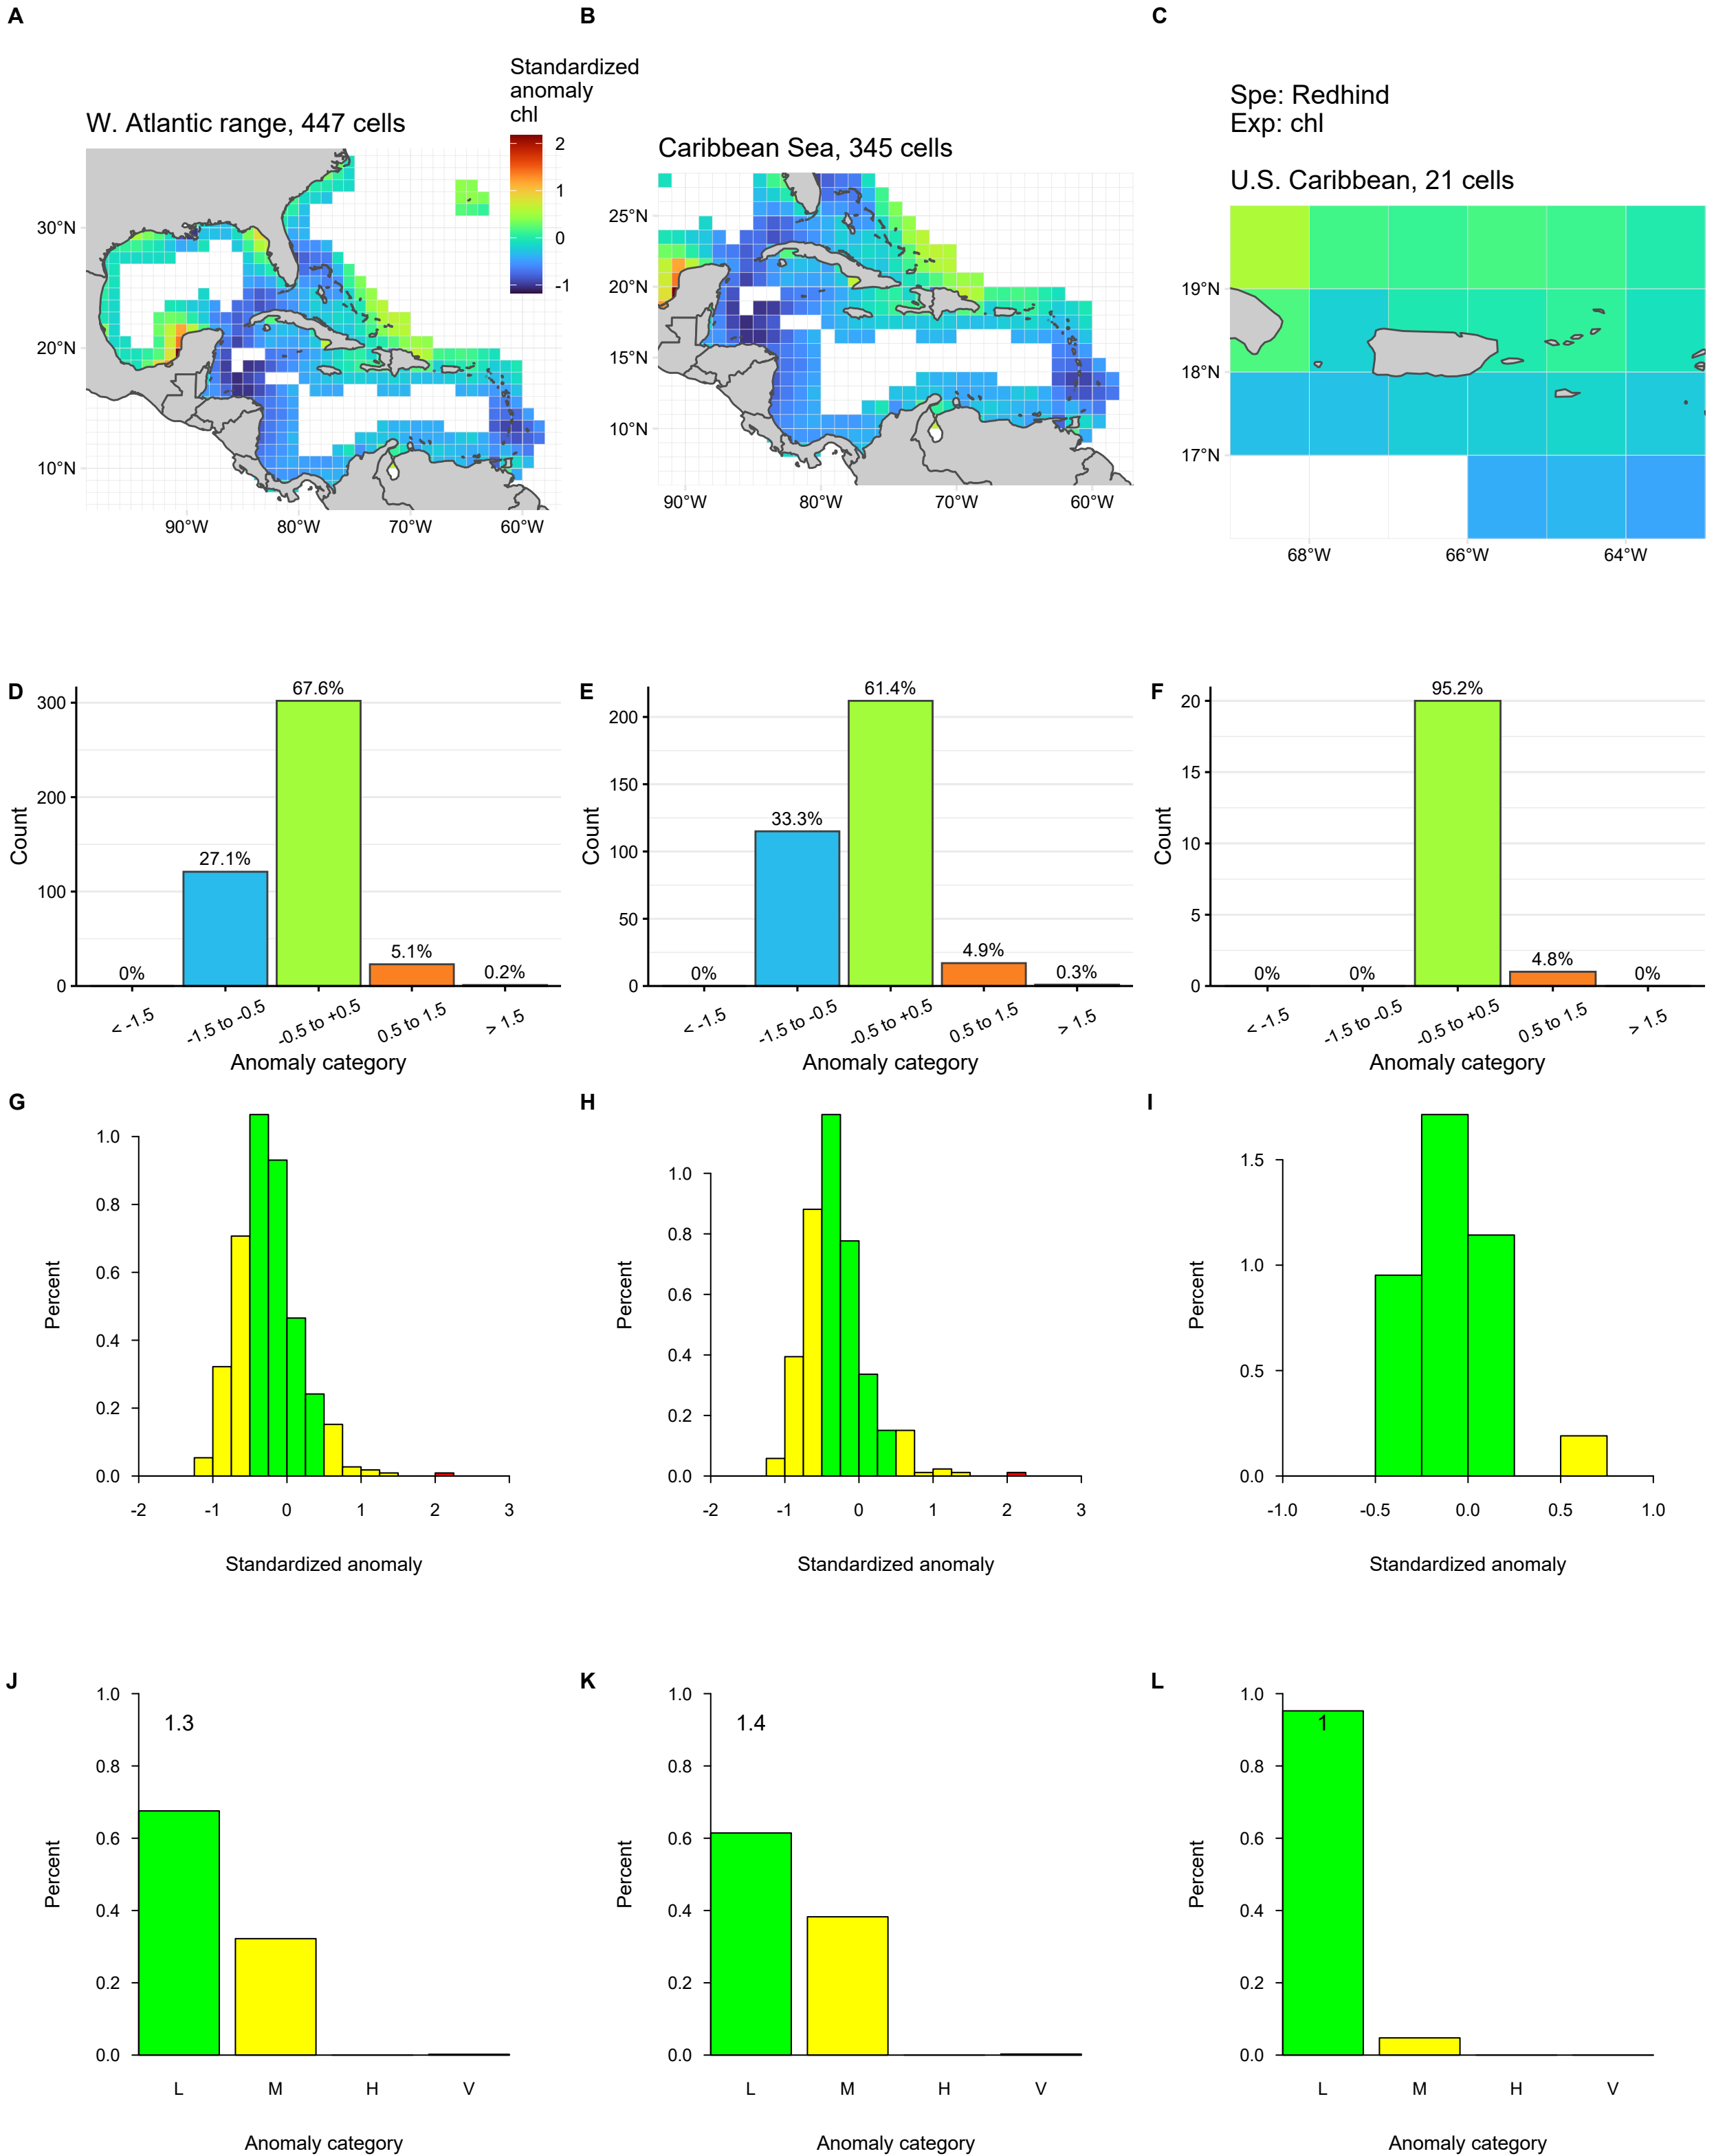 A
B
C
Standardized
anomaly
chl
2
1
0
-1
W. Atlantic range, 447 cells
30°N
20°N
10°N
90°W 80°W 70°W 60°W
Caribbean Sea, 345 cells
25°N
20°N
15°N
10°N
90°W 80°W 70°W 60°W
Spe: Redhind
Exp: chl
U.S. Caribbean, 21 cells
19°N
18°N
17°N
68°W 66°W 64°W
D
Count
300
200
100
0
0% 27.1% 67.6% 5.1% 0.2%
< -1.5 -1.5 to -0.5 -0.5 to +0.5 0.5 to 1.5 > 1.5
Anomaly category
E
Count
200
150
100
50
0
0% 33.3% 61.4% 4.9% 0.3%
< -1.5 -1.5 to -0.5 -0.5 to +0.5 0.5 to 1.5 > 1.5
Anomaly category
F
Count
20
15
10
5
0
0% 0% 95.2% 4.8% 0%
< -1.5 -1.5 to -0.5 -0.5 to +0.5 0.5 to 1.5 > 1.5
Anomaly category
G
Percent
1.0
0.8
0.6
0.4
0.2
0.0
-2 -1 0 1 2 3
Standardized anomaly
H
Percent
1.0
0.8
0.6
0.4
0.2
0.0
-2 -1 0 1 2 3
Standardized anomaly
I
Percent
1.5
1.0
0.5
0.0
-1.0 -0.5 0.0 0.5 1.0
Standardized anomaly
J
Percent
1.0
0.8
0.6
0.4
0.2
0.0
1.3
L M H V
Anomaly category
K
Percent
1.0
0.8
0.6
0.4
0.2
0.0
1.4
L M H V
Anomaly category
L
Percent
1.0
0.8
0.6
0.4
0.2
0.0
1
L M H V
Anomaly category